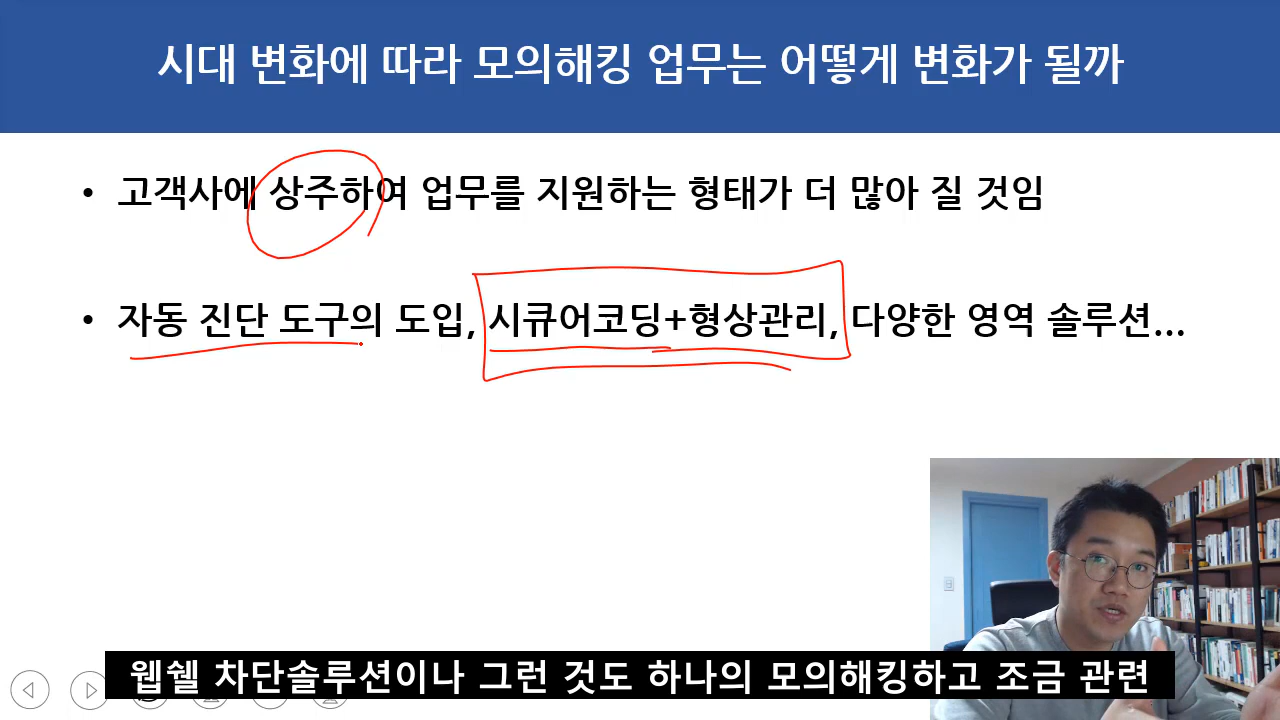 시대 변화에 따라 모의해킹 업무는 어떻게 변화가 될까
• 고객사에 상주하여 업무를 지원하는 형태가 더 많아 질 것임
• 자동 진단 도구의 도입, 시큐어코딩+형상관리, 다양한 영역 솔루션...
웹쉘 차단솔루션이나 그런 것도 하나의 모의해킹하고 조금 관련